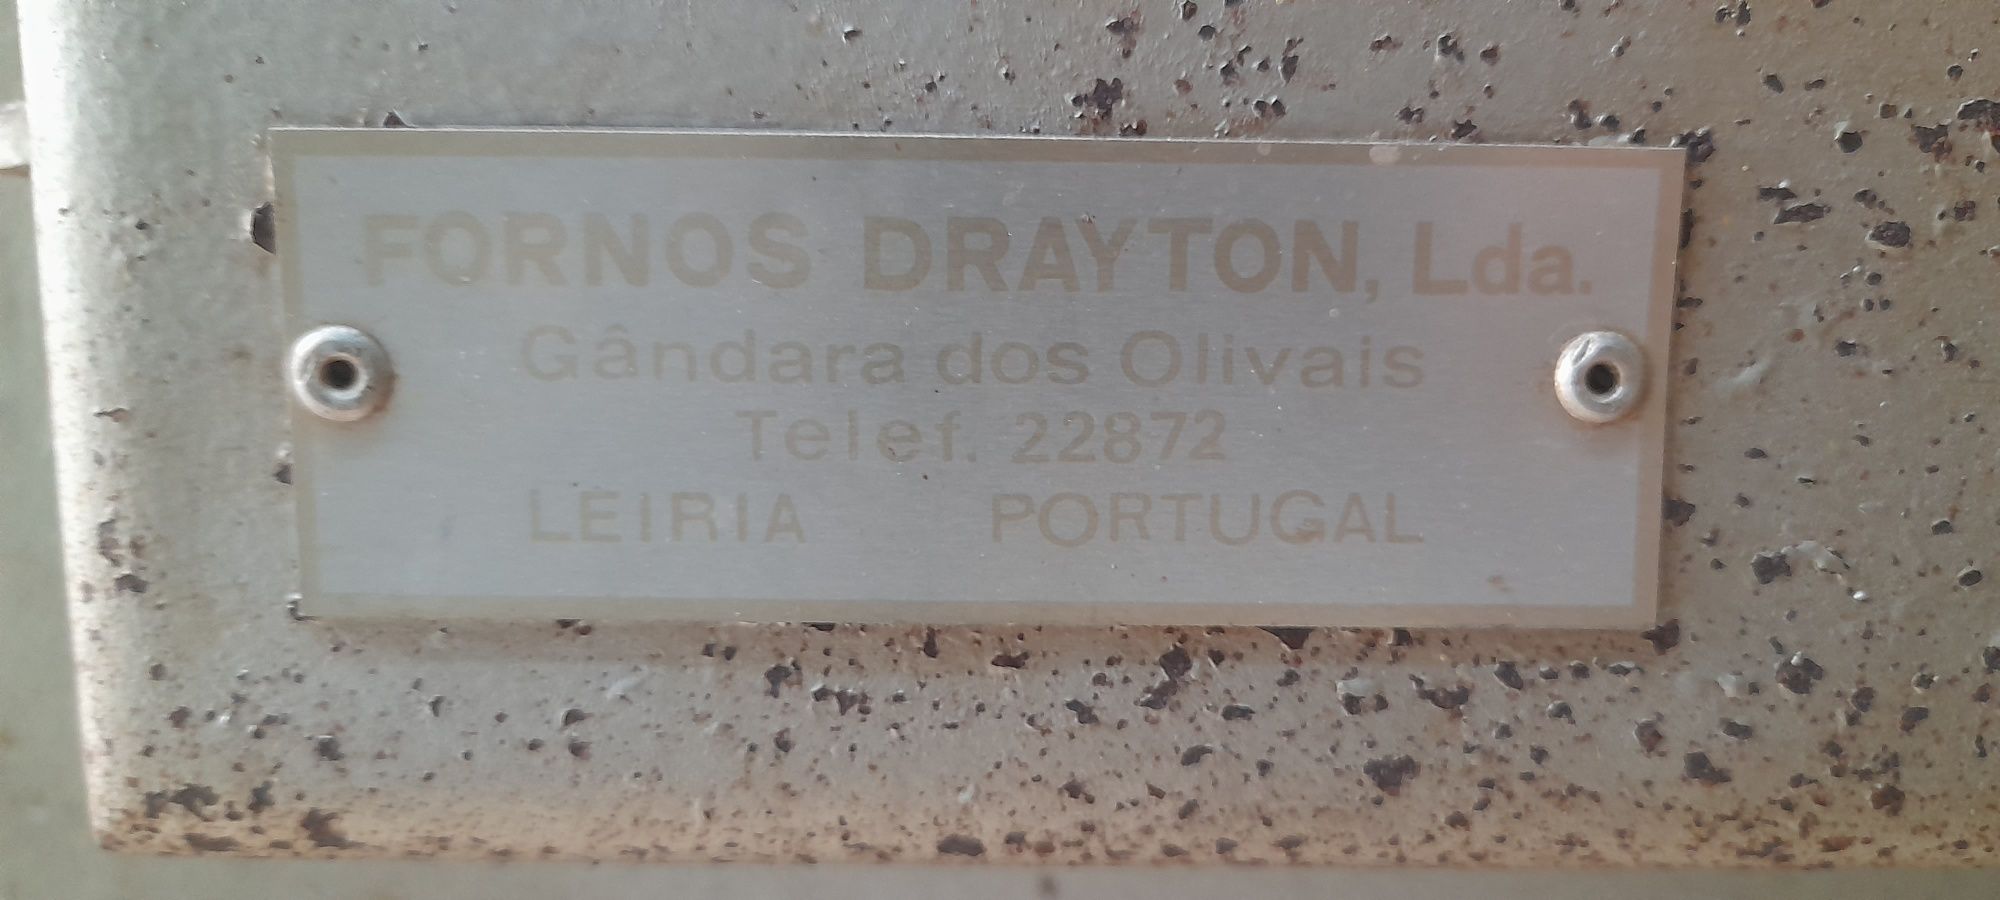 FORNOS DRAYTON, Lda.
Gândara dos Olivais
Telef. 22872
LEIRIA PORTUGAL